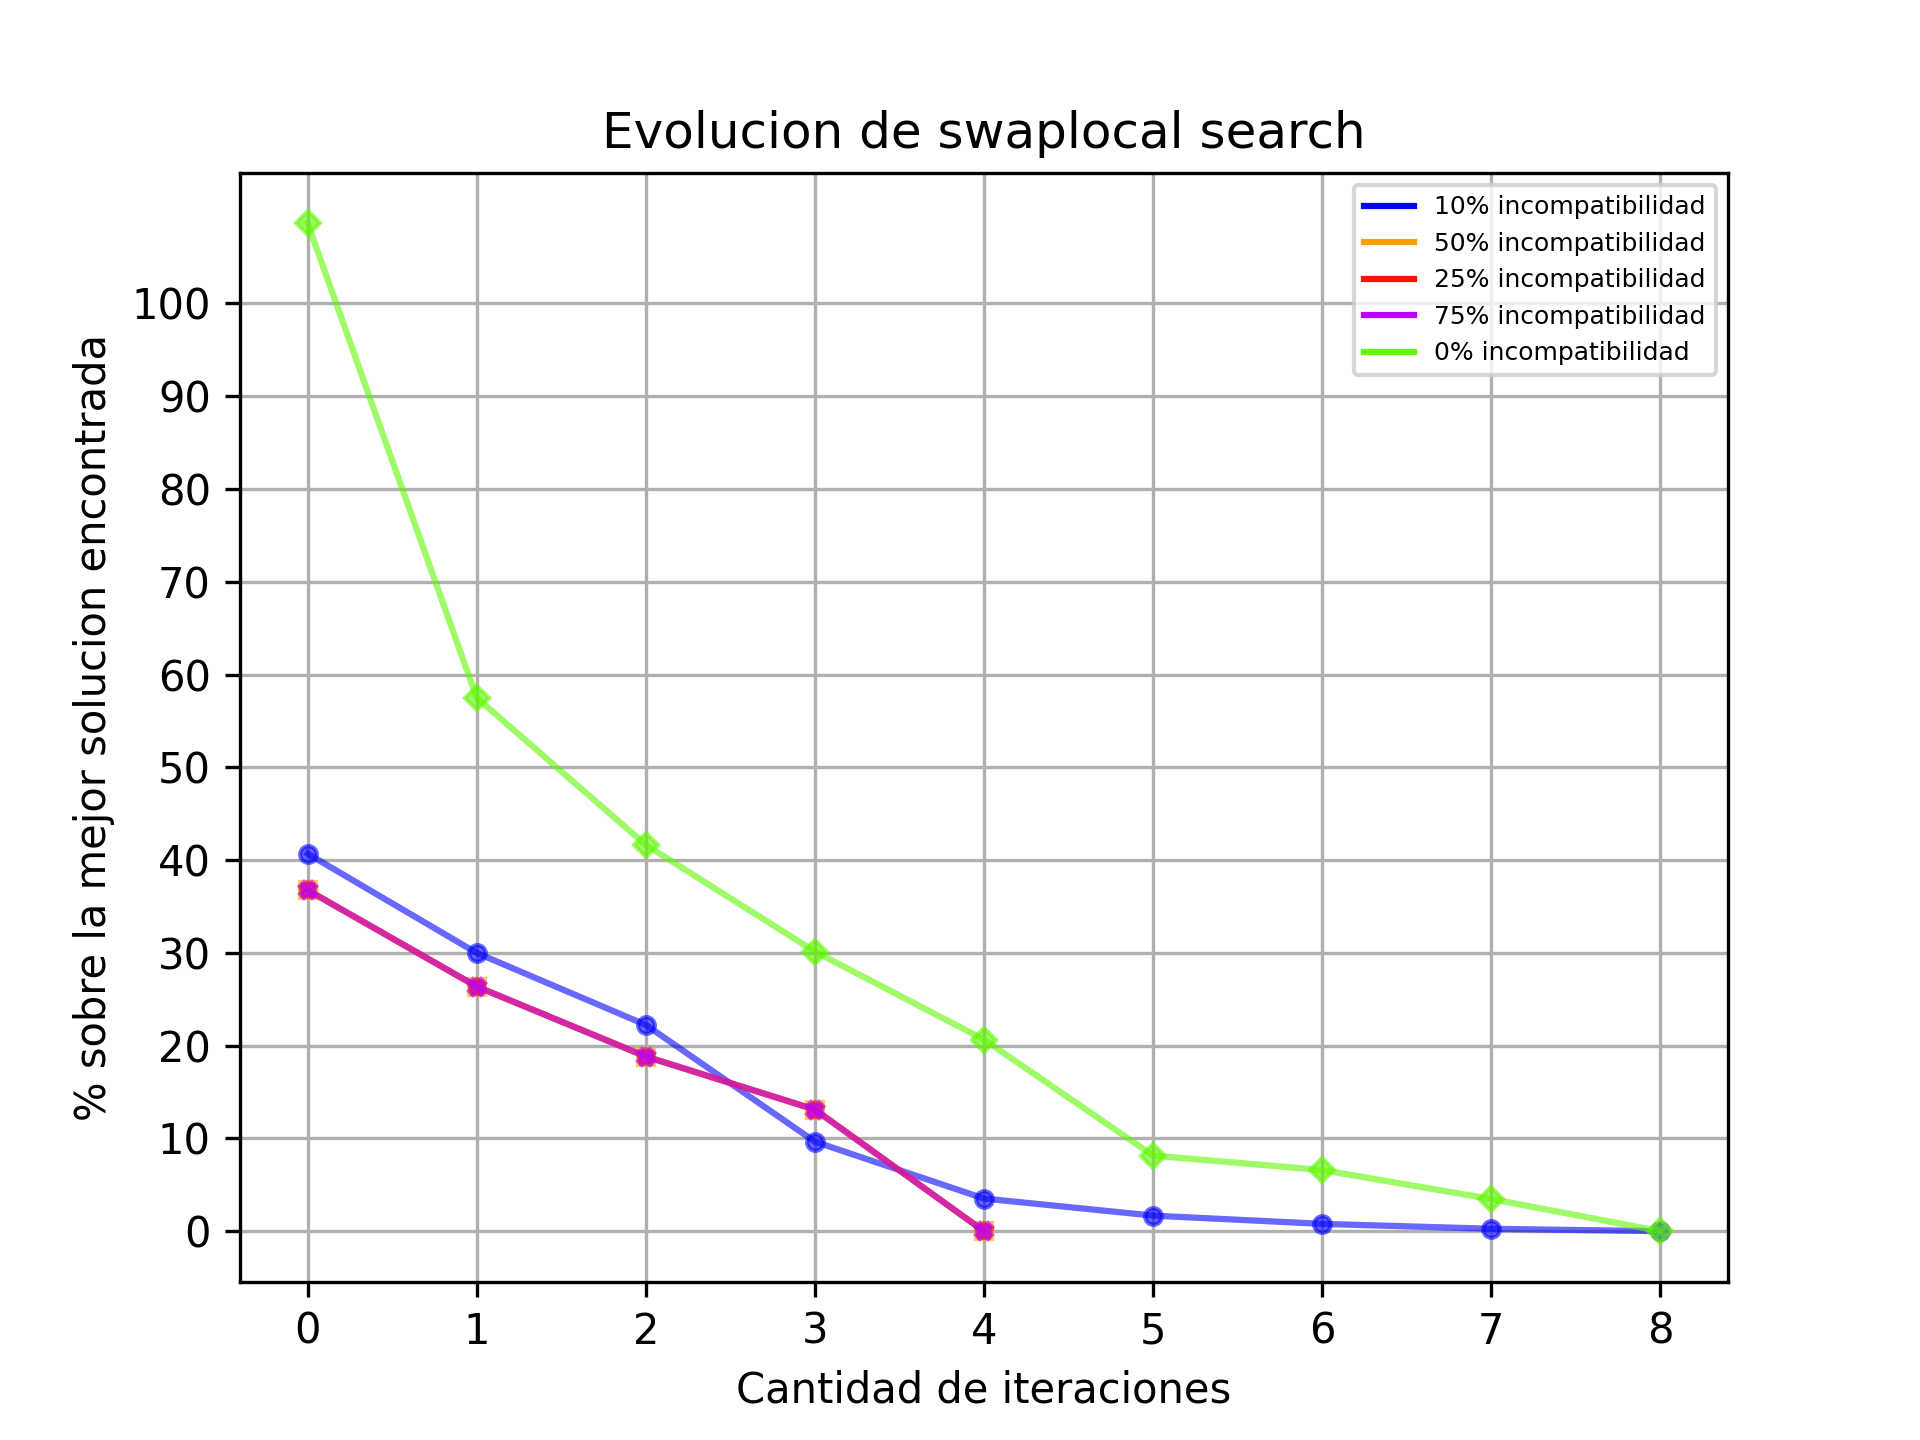 Evolucion de swaplocal search
10% incompatibilidad
50% incompatibilidad
25% incompatibilidad
75% incompatibilidad
0% incompatibilidad
% sobre la mejor solucion encontrada
100
90
80
70
60
50
40
30
20
10
0
0 1 2 3 4 5 6 7 8
Cantidad de iteraciones